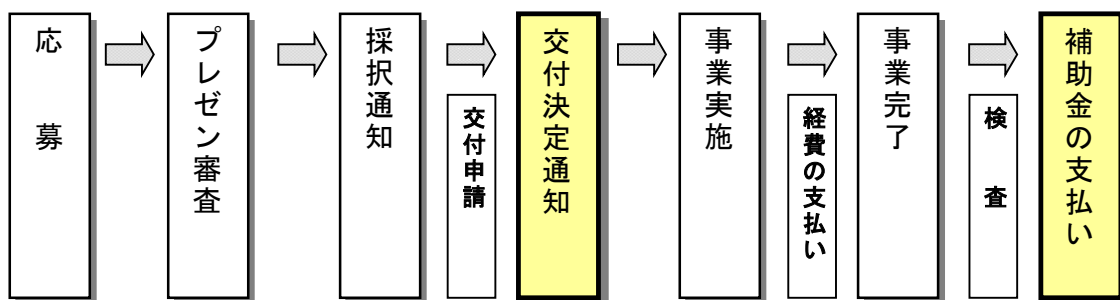 応募
プレゼン審査
採択通知
交付申請
交付決定通知
事業実施
経費の支払い
事業完了
検査
補助金の支払い